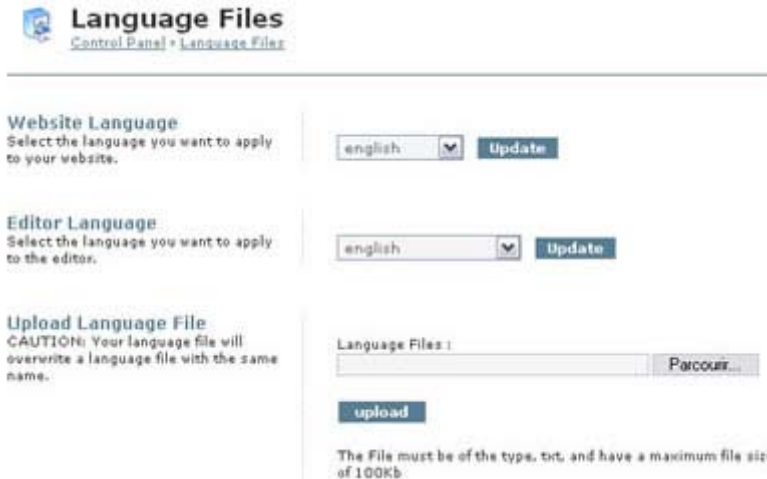 Language Files
Control Panel • Language Files
Website Language
Select the language you want to apply
to your website.
english
Update
Editor Language
Select the language you want to apply
to the editor.
english
Update
Upload Language File
CAUTION: Your language file will
overwrite a language file with the same
name.
Language Files :
Parcourir...
upload
The File must be of the type, txt, and have a maximum file siz
of 100Kb